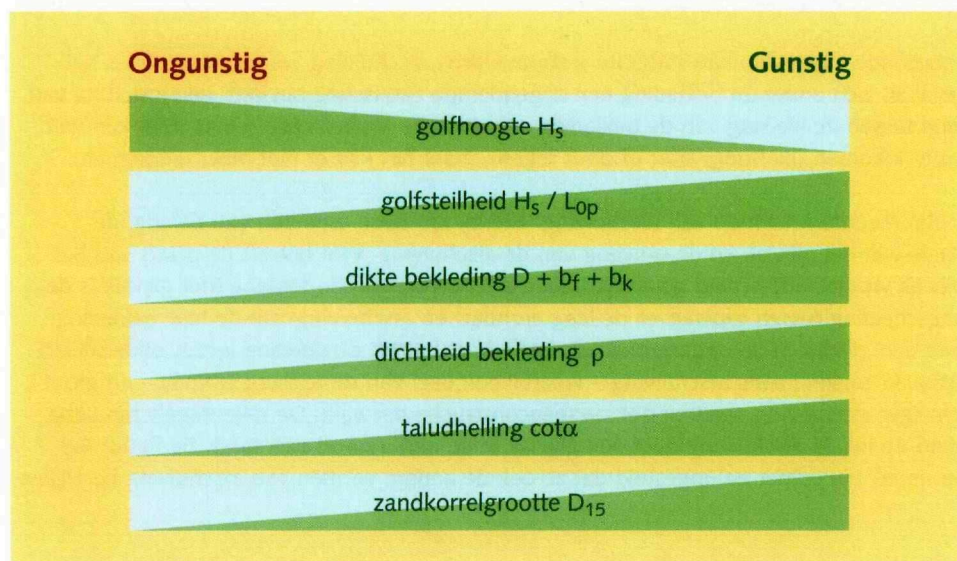 Ongunstig Gunstig
golfhoogte Hs
golfsteilheid Hs / L0p
dikte bekleding D + bf + bk
dichtheid bekleding ρ
taludhelling cotα
zandkorrelgrootte D15